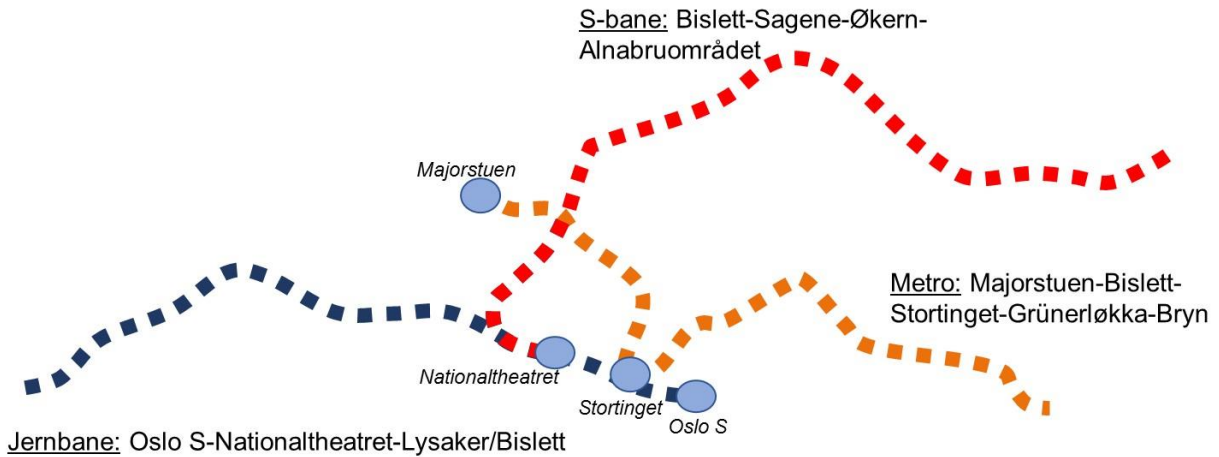 S-bane: Bislett-Sagene-Økern-
Alnabruområdet
Majorstuen
Metro: Majorstuen-Bislett-
Stortinget-Grünerløkka-Bryn
Nationaltheatret
Stortinget
Oslo S
Jernbane: Oslo S-Nationaltheatret-Lysaker/Bislett